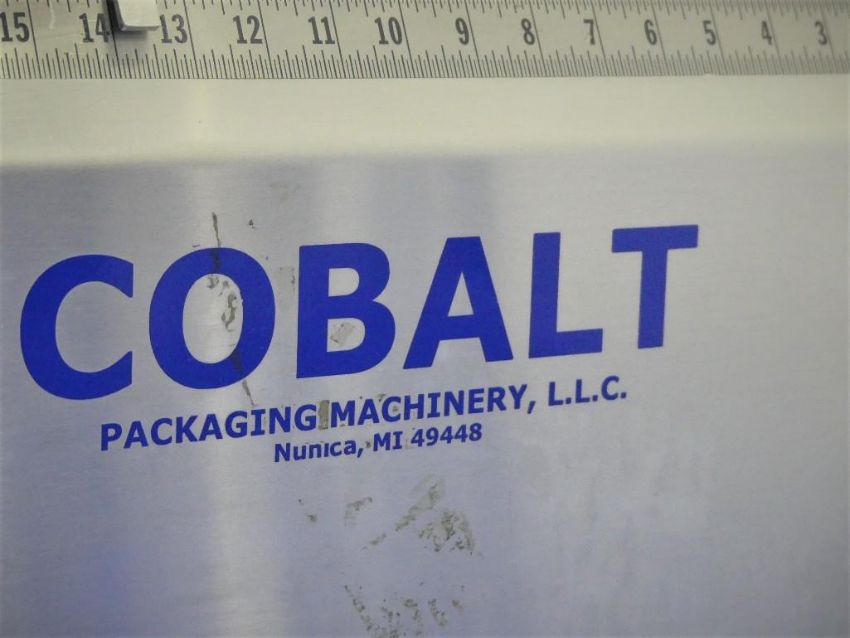 15 14 13 12 11 10 9 8 7 6 5 4 3
COBALT
PACKAGING MACHINERY, L.L.C.
Nunica, MI 49448